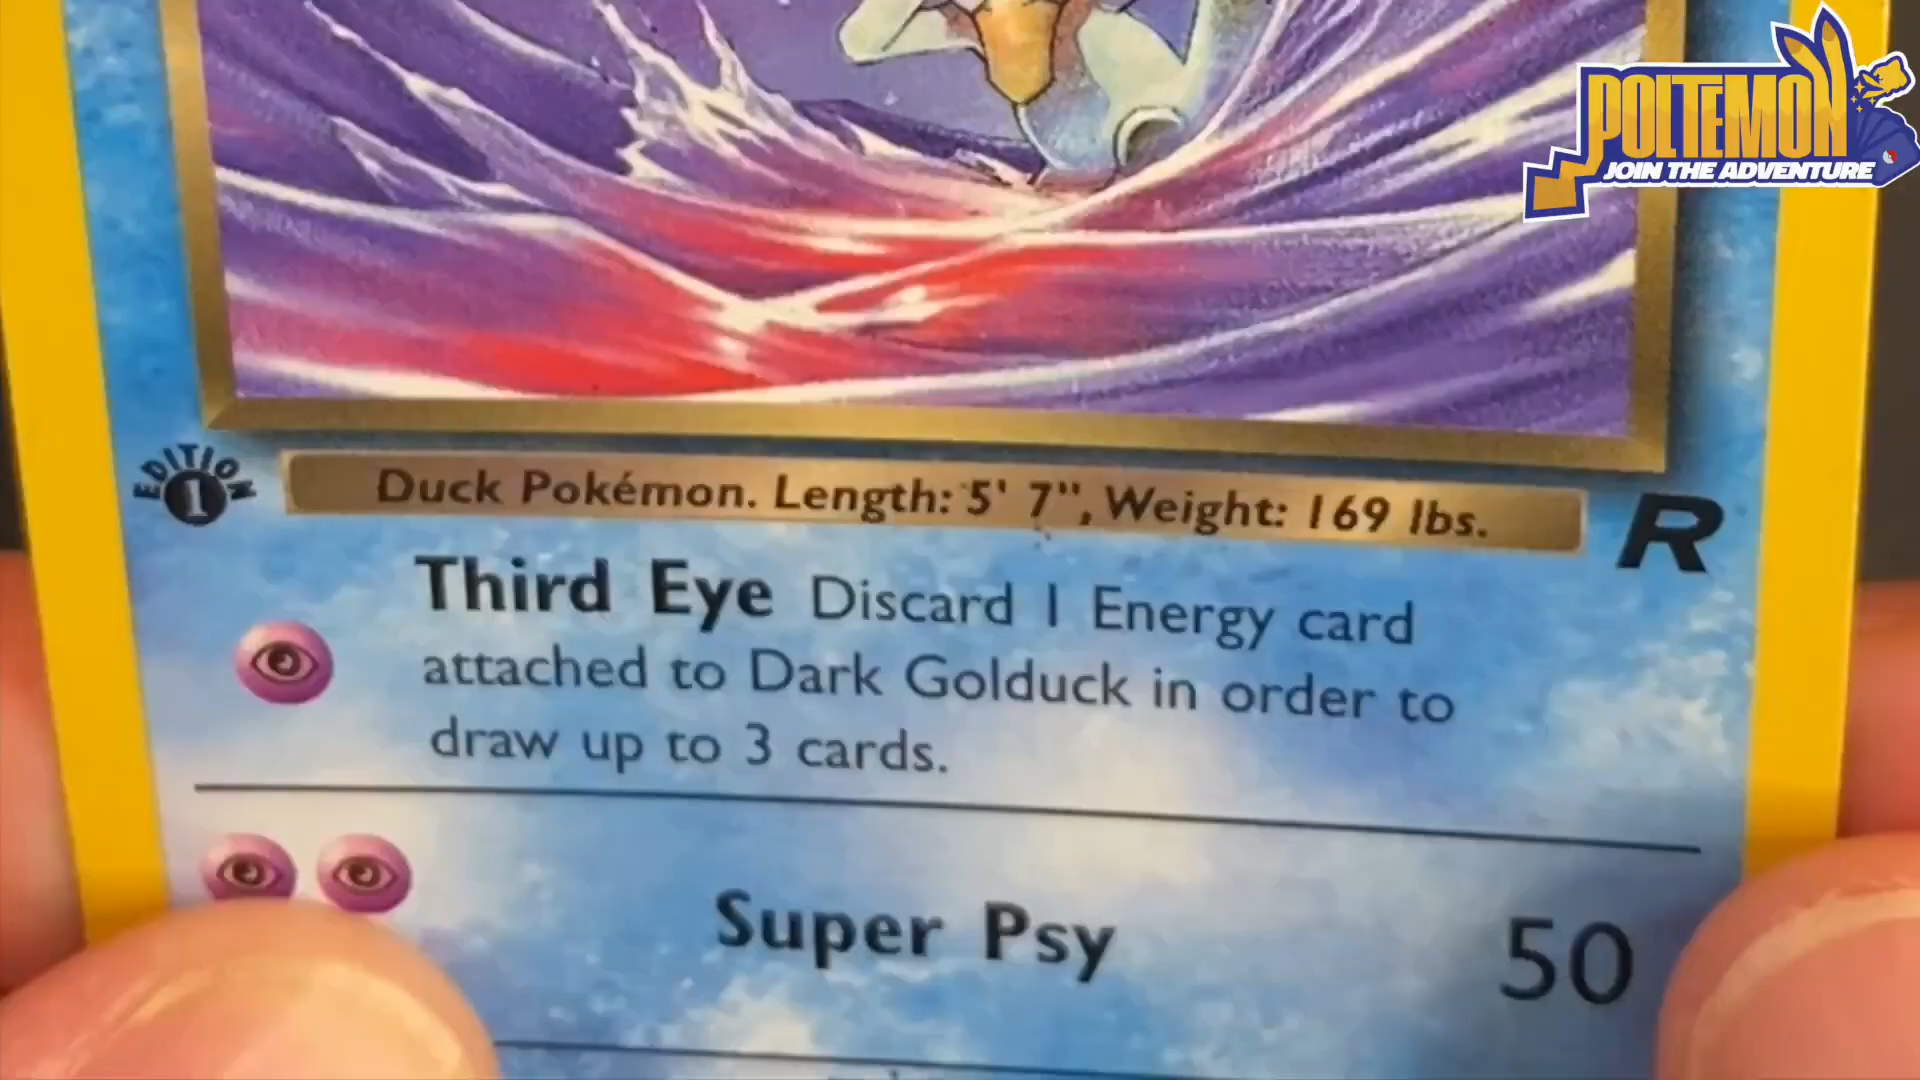 POLTEMON
JOIN THE ADVENTURE
EDITION
1
Duck Pokémon. Length: 5' 7", Weight: 169 lbs.
R
Third Eye Discard 1 Energy card
attached to Dark Golduck in order to
draw up to 3 cards.
Super Psy 50